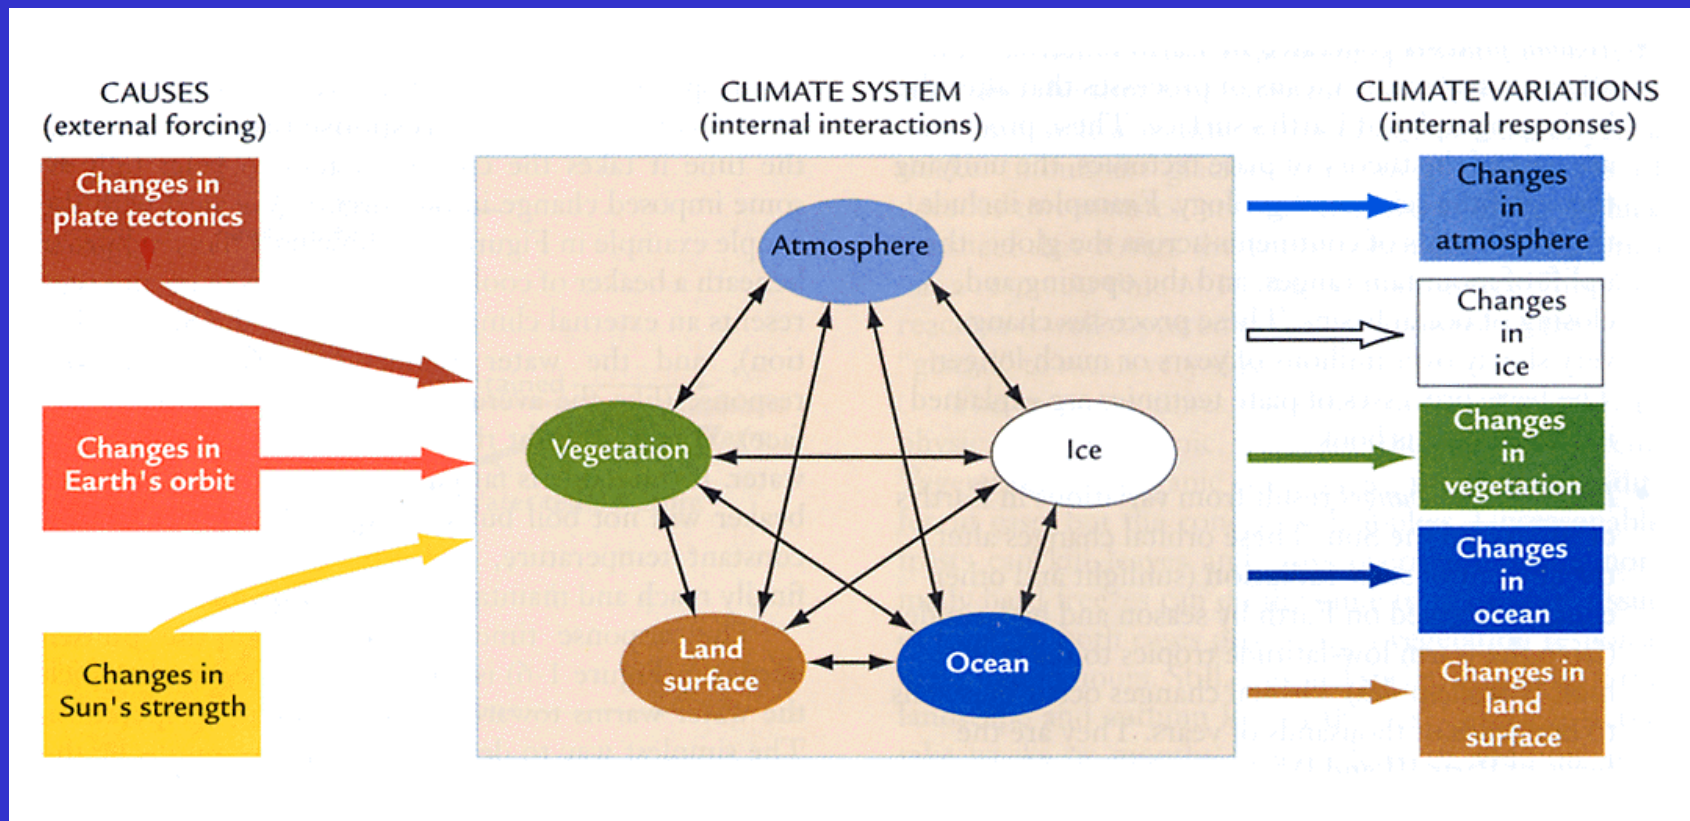 CAUSES
(external forcing)
Changes in
plate tectonics
Changes in
Earth's orbit
Changes in
Sun's strength
CLIMATE SYSTEM
(internal interactions)
Atmosphere
Vegetation
Ice
Land
surface
Ocean
CLIMATE VARIATIONS
(internal responses)
Changes
in
atmosphere
Changes
in
ice
Changes
in
vegetation
Changes
in
ocean
Changes in
land
surface